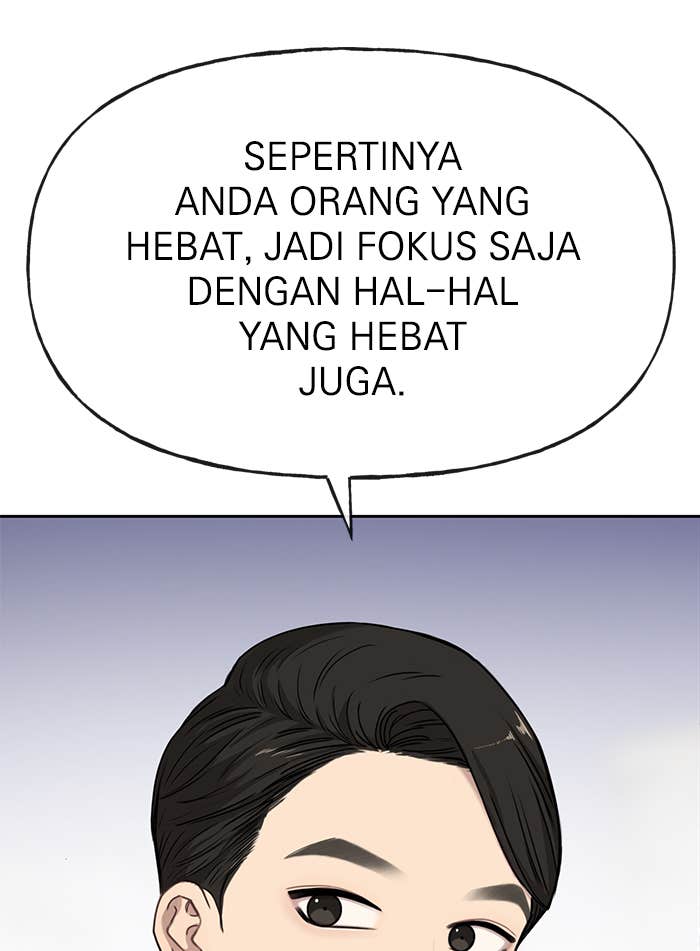 SEPERTINYA
ANDA ORANG YANG
HEBAT, JADI FOKUS SAJA
DENGAN HAL-HAL
YANG HEBAT
JUGA.